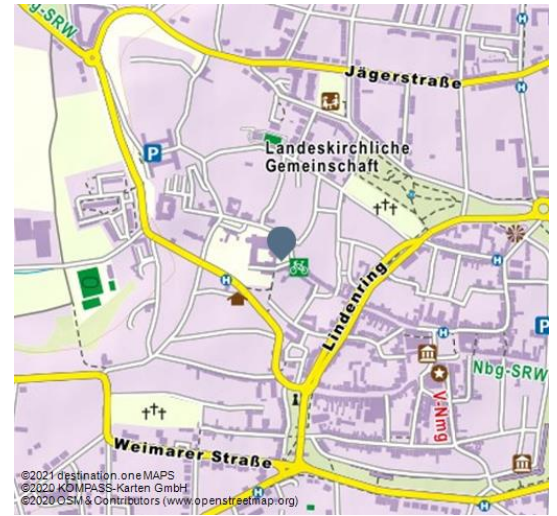 Nbg-SRW
H
Jägerstraße
H
P
Landeskirchliche
Gemeinschaft
H
H
Lindenring
H
P
Nbg-SRW
V-Nmg
H
Weimarer Straße
©2021 destination.one MAPS
©2020 KOMPASS-Karten GmbH
©2020 OSM & Contributors (www.openstreetmap.org)